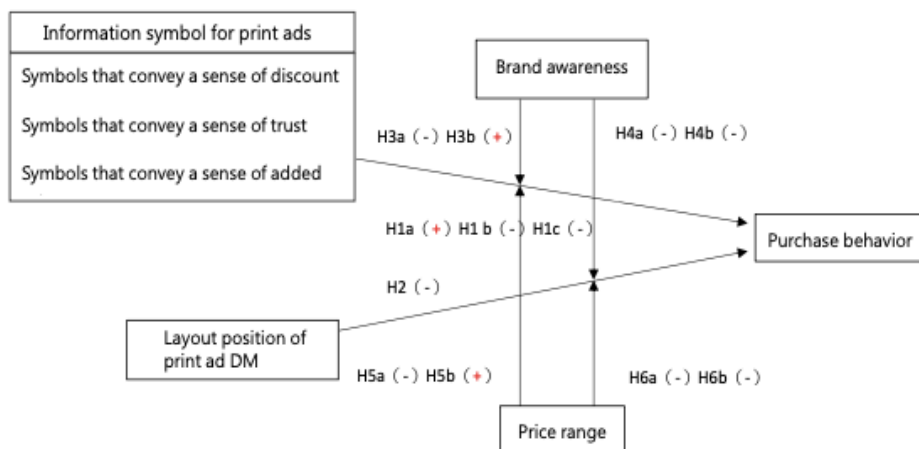 Information symbol for print ads
Symbols that convey a sense of discount
Symbols that convey a sense of trust
Symbols that convey a sense of added
Brand awareness
H3a (-) H3b (+)
H4a (-) H4b (-)
H1a (+) H1 b (-) H1c (-)
Purchase behavior
H2 (-)
Layout position of
print ad DM
H5a (-) H5b (+)
H6a (-) H6b (-)
Price range